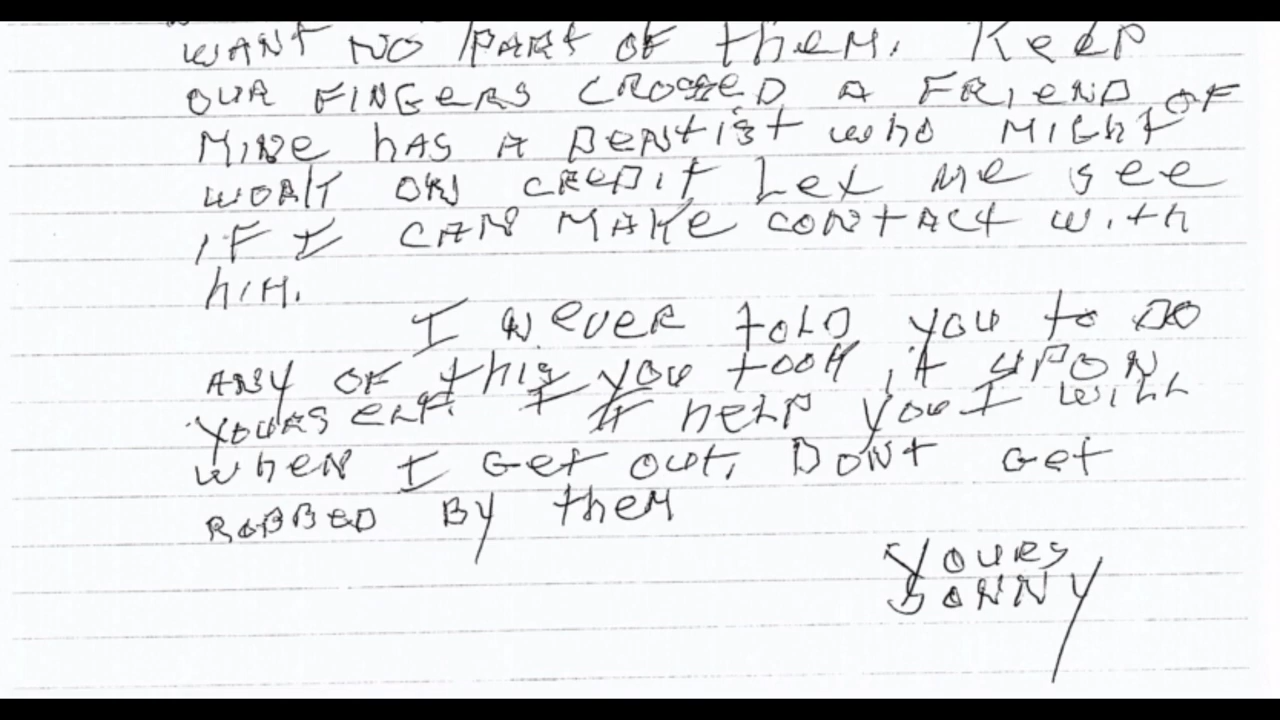 WANT NO PART OF them. KeeP
OUR FINGeRS CROSSED A FRIEND OF
MINe hAS A DeNtist WHO MIGHT
WORK ON CREDIT Let Me see
IF I CAN MAKe CONtACt With
hIM.
I NeVeR tOLD YOU to DO
ANY OF this YOU tOOK it UPON
YOURSeLF. I heLP YOU I WILL
WheN I Get OUt. DONt Get
ROBBED BY theM
YOURS
SONNY